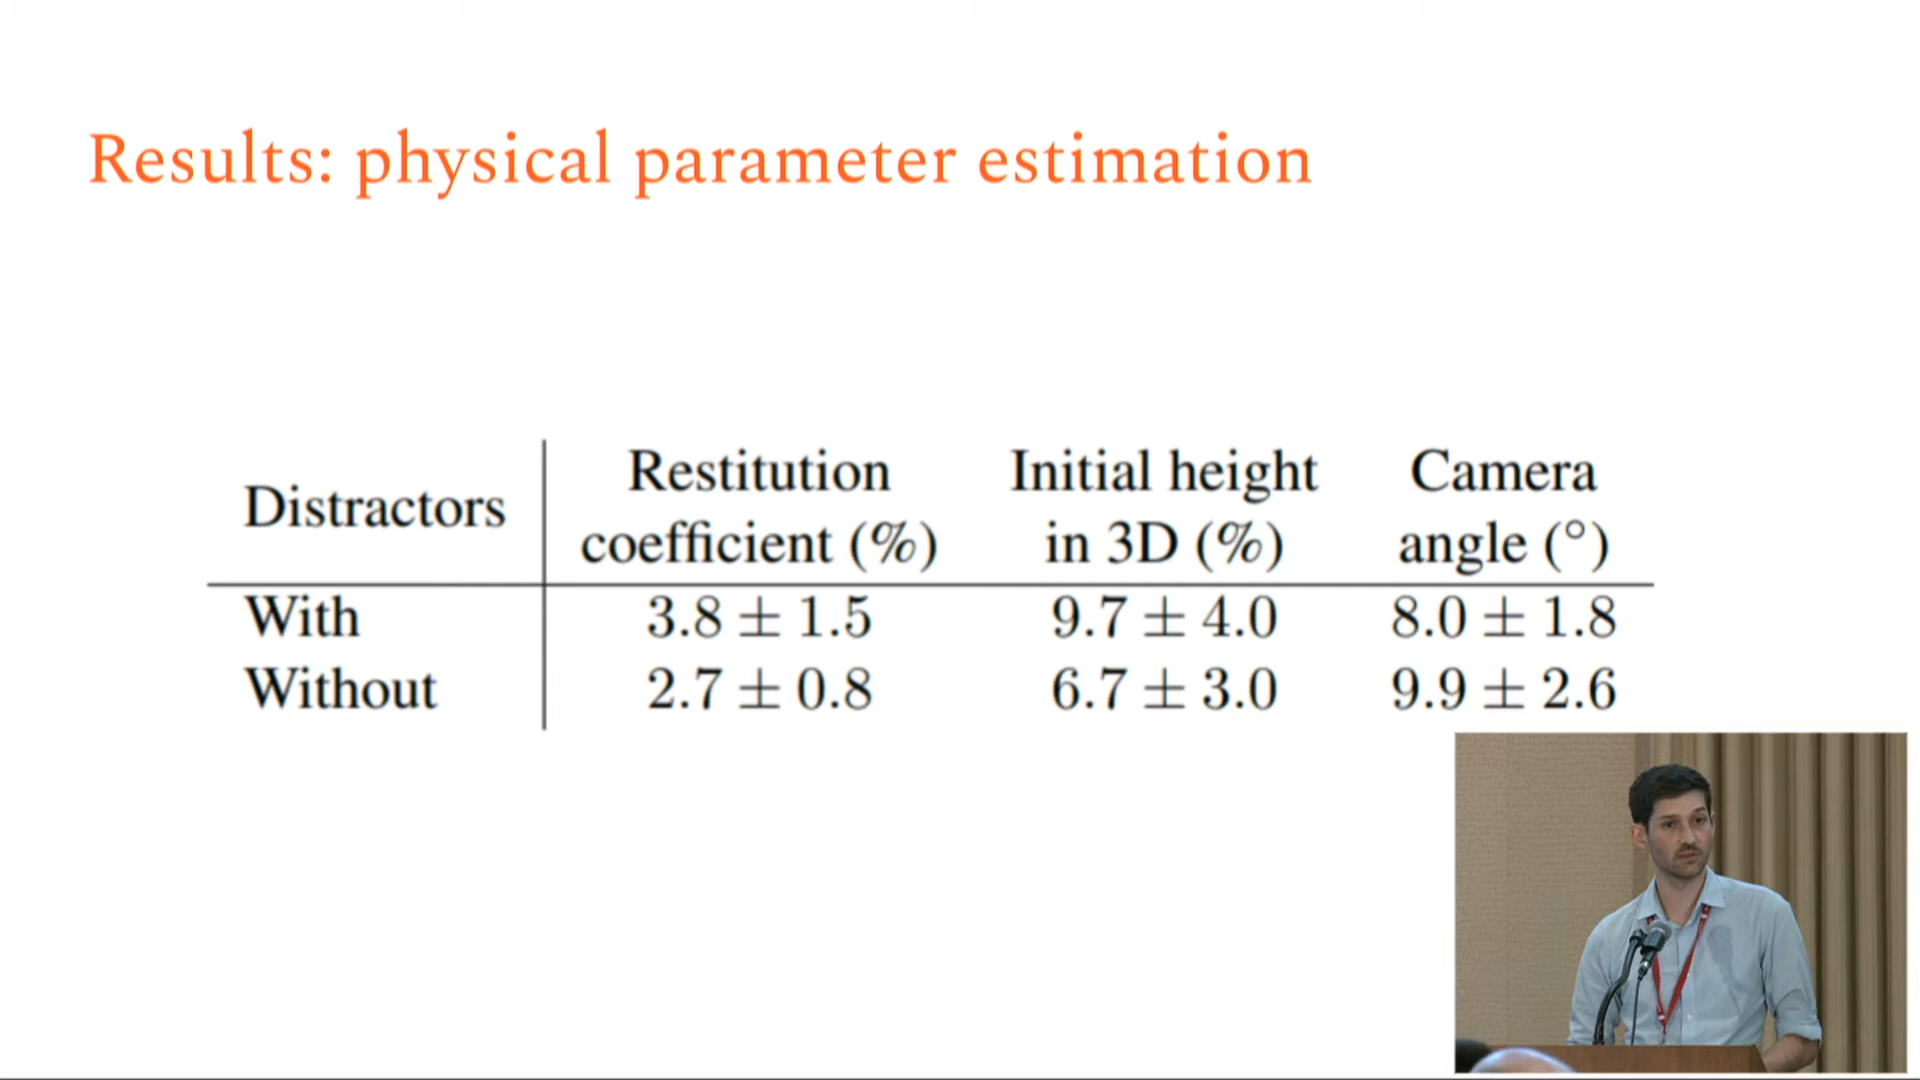 Results: physical parameter estimation
Distractors
Restitution
coefficient (%)
Initial height
in 3D (%)
Camera
angle (°)
With 3.8 ± 1.5 9.7 ± 4.0 8.0 ± 1.8
Without 2.7 ± 0.8 6.7 ± 3.0 9.9 ± 2.6